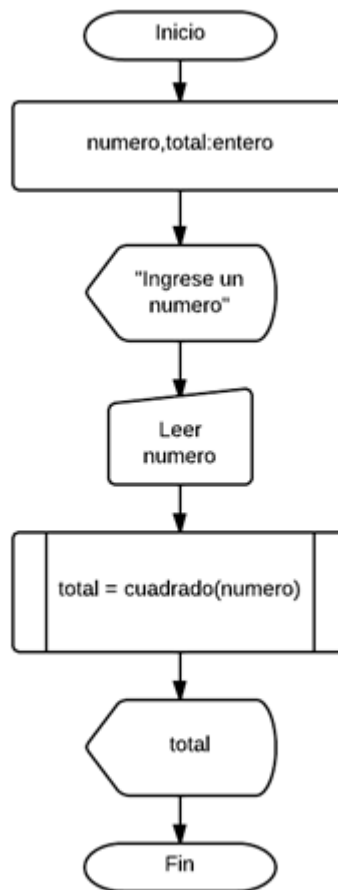 Inicio
numero,total:entero
"Ingrese un
numero"
Leer
numero
total = cuadrado(numero)
total
Fin